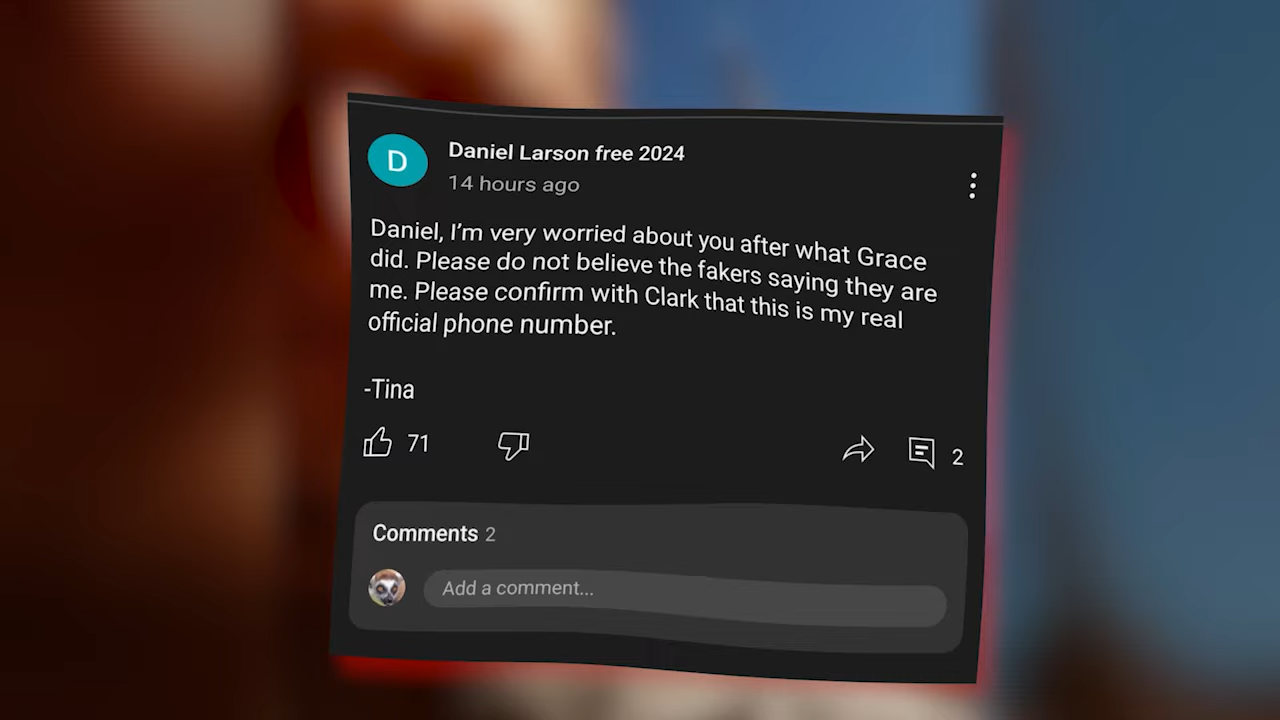 D
Daniel Larson free 2024
14 hours ago
Daniel, I’m very worried about you after what Grace
did. Please do not believe the fakers saying they are
me. Please confirm with Clark that this is my real
official phone number.
-Tina
71
2
Comments 2
Add a comment...